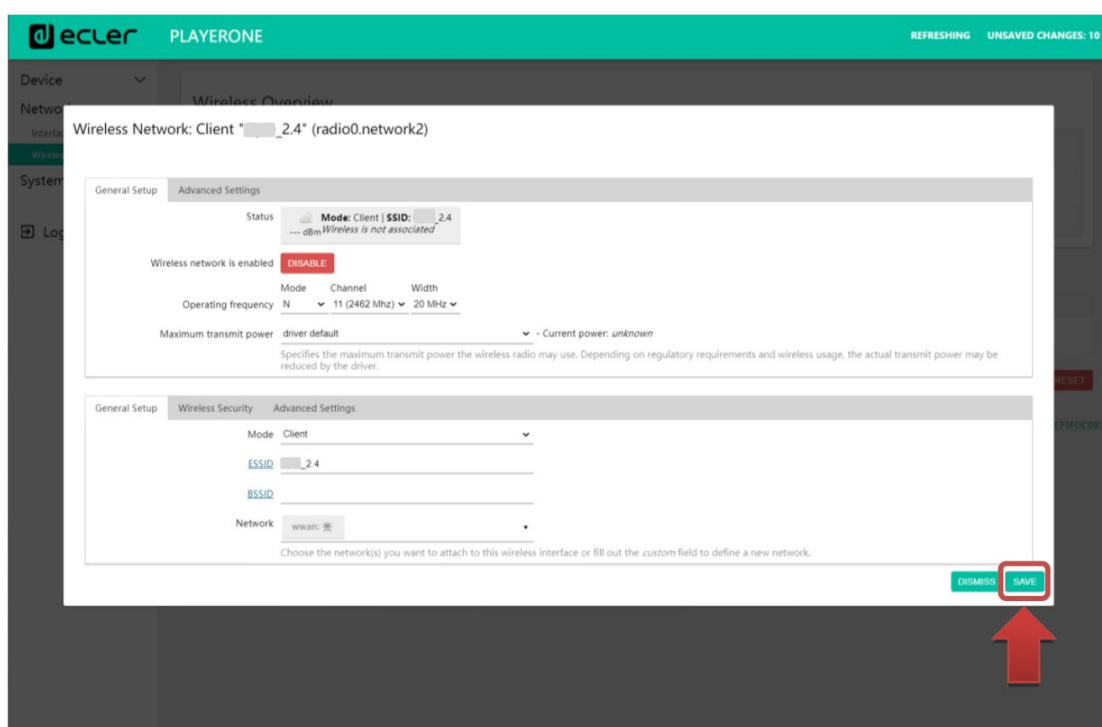 ecler PLAYERONE REFRESHING UNSAVED CHANGES: 10
Device
Wireless Overview
Wireless Network: Client " _2.4" (radio0.network2)
System
General Setup Advanced Settings
Status Mode: Client | SSID: _2.4
--- dBm Wireless is not associated
Wireless network is enabled DISABLE
Mode Channel Width
Operating frequency N 11 (2462 Mhz) 20 MHz
Maximum transmit power driver default - Current power: unknown
Specifies the maximum transmit power the wireless radio may use. Depending on regulatory requirements and wireless usage, the actual transmit power may be
reduced by the driver.
RESET
General Setup Wireless Security Advanced Settings
Mode Client
ESSID _2.4
BSSID
Network wwan:
Choose the network(s) you want to attach to this wireless interface or fill out the custom field to define a new network.
DISMISS SAVE